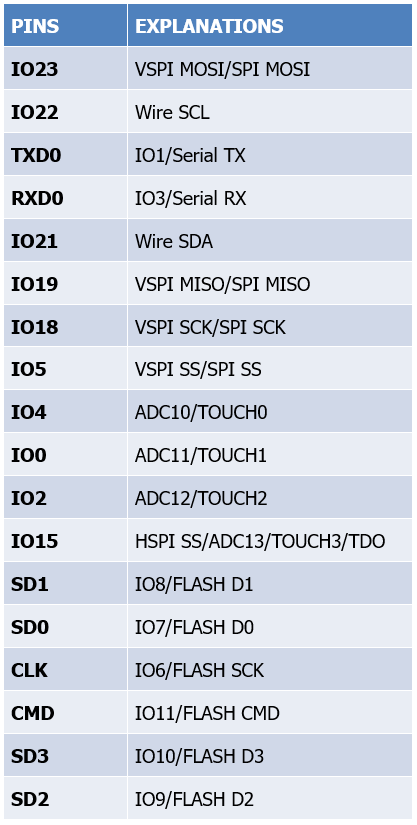 PINS EXPLANATIONS
IO23 VSPI MOSI/SPI MOSI
IO22 Wire SCL
TXD0 IO1/Serial TX
RXD0 IO3/Serial RX
IO21 Wire SDA
IO19 VSPI MISO/SPI MISO
IO18 VSPI SCK/SPI SCK
IO5 VSPI SS/SPI SS
IO4 ADC10/TOUCH0
IO0 ADC11/TOUCH1
IO2 ADC12/TOUCH2
IO15 HSPI SS/ADC13/TOUCH3/TDO
SD1 IO8/FLASH D1
SD0 IO7/FLASH D0
CLK IO6/FLASH SCK
CMD IO11/FLASH CMD
SD3 IO10/FLASH D3
SD2 IO9/FLASH D2